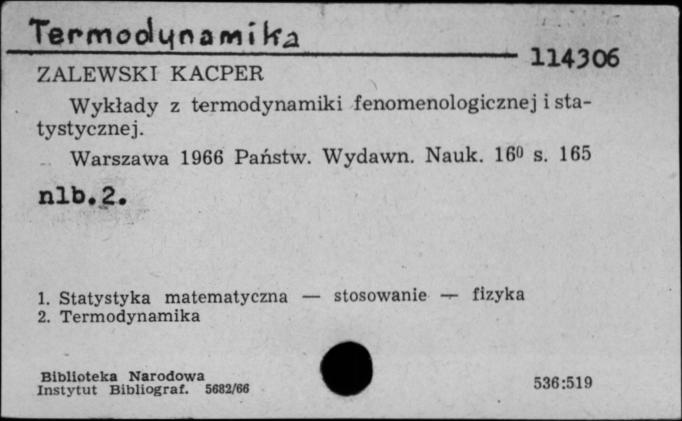 Termodynamika
114306
ZALEWSKI KACPER
Wykłady z termodynamiki fenomenologicznej i sta-
tystycznej.
Warszawa 1966 Państw. Wydawn. Nauk. 16⁰ s. 165
nlb.2.
1. Statystyka matematyczna — stosowanie — fizyka
2. Termodynamika
Biblioteka Narodowa
Instytut Bibliograf. 5682/66
536:519